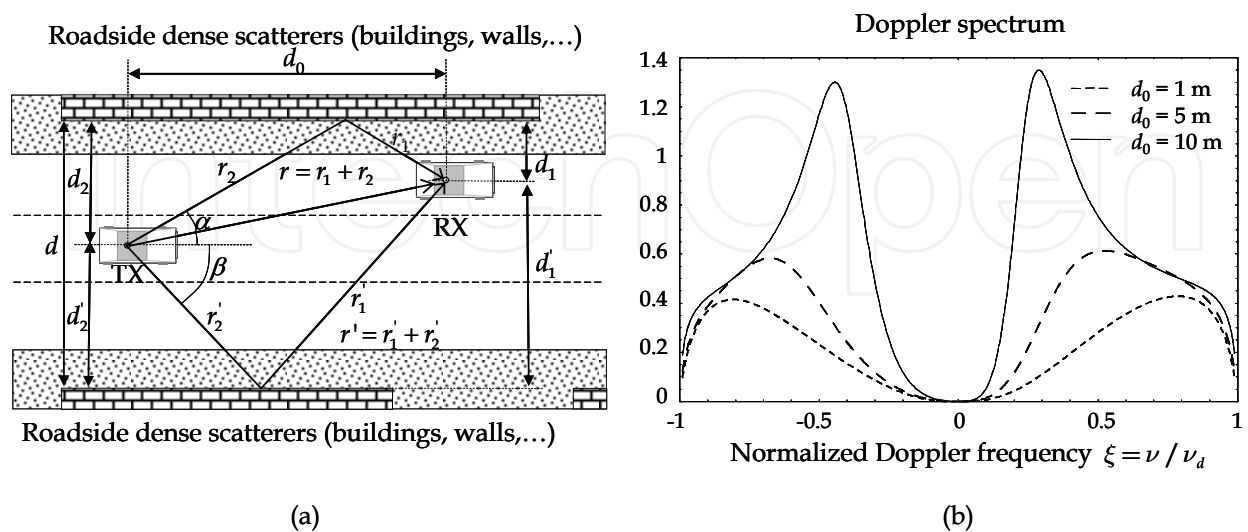 Roadside dense scatterers (buildings, walls,…)
d₀
r₁
r₂
r = r₁ + r₂
d₁
d₂
α
RX
d
TX
β
d₁'
d₂'
r₂'
r₁'
r' = r₁' + r₂'
Roadside dense scatterers (buildings, walls,…)
(a)
Doppler spectrum
1.4
1.2
1
0.8
0.6
0.4
0.2
0
d₀ = 1 m
d₀ = 5 m
d₀ = 10 m
-1 -0.5 0 0.5 1
Normalized Doppler frequency ξ = ν / ν_d
(b)
InTechOpen